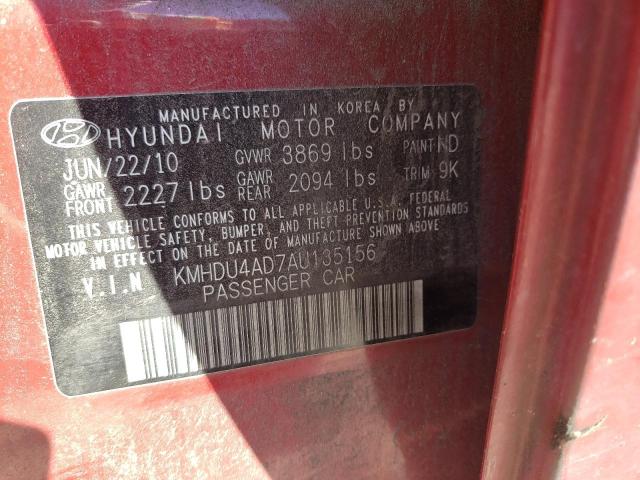 MANUFACTURED IN KOREA BY
HYUNDAI MOTOR COMPANY
JUN/22/10 GVWR 3869 lbs PAINT ND
GAWR FRONT 2227 lbs GAWR REAR 2094 lbs TRIM 9K
THIS VEHICLE CONFORMS TO ALL APPLICABLE U.S. FEDERAL
MOTOR VEHICLE SAFETY, BUMPER, AND THEFT PREVENTION STANDARDS
IN EFFECT ON THE DATE OF MANUFACTURE SHOWN ABOVE.
V.I.N KMHDU4AD7AU135156
PASSENGER CAR